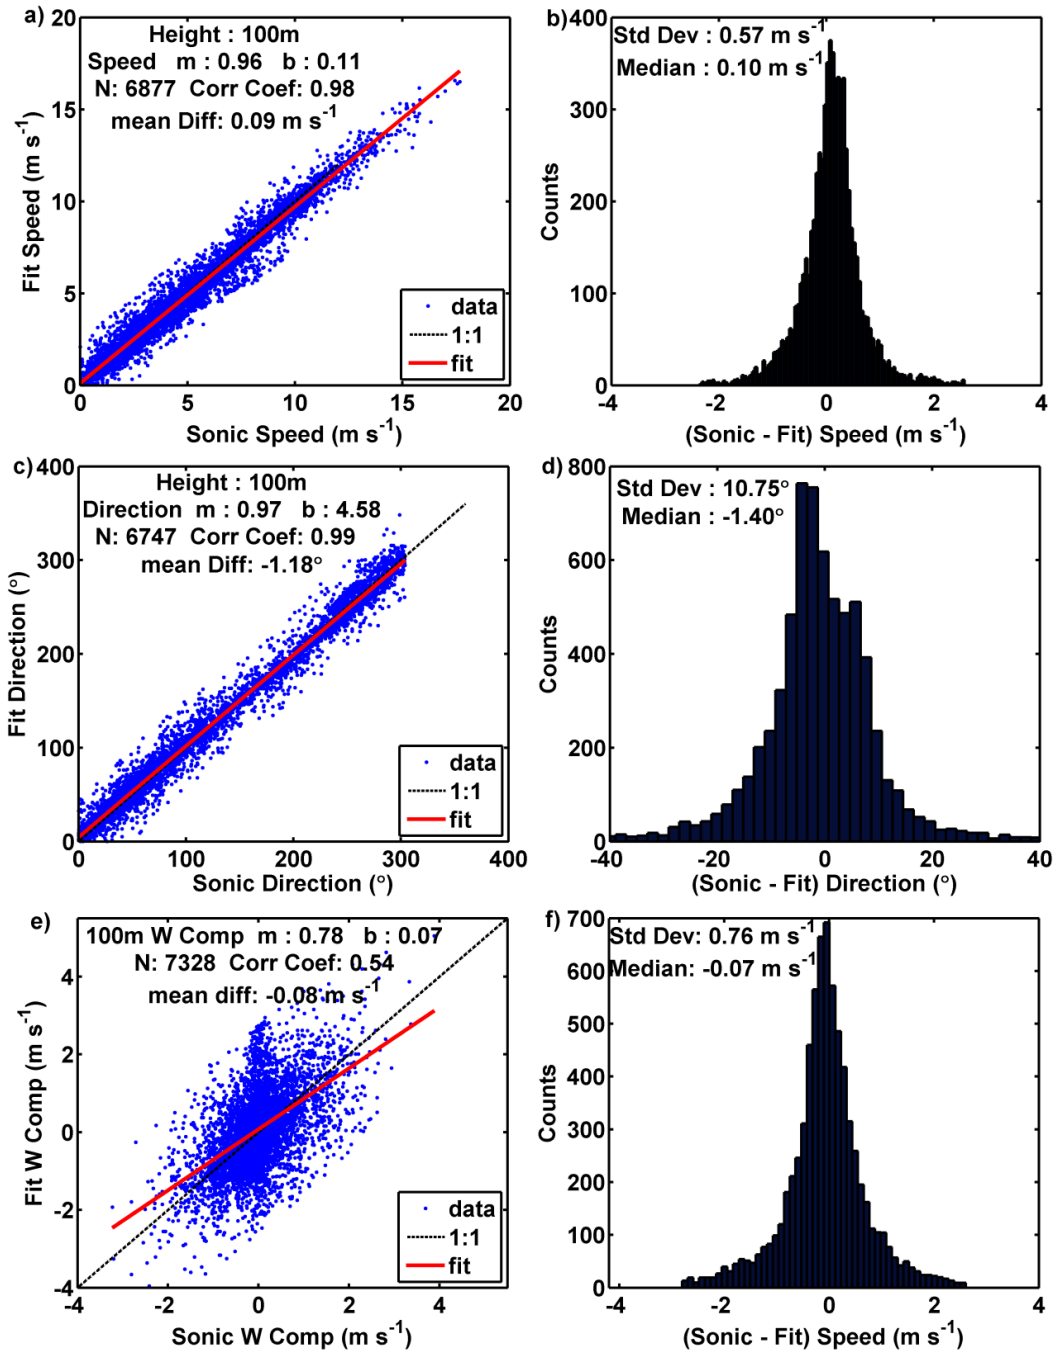 a)
20
15
10
5
0
Fit Speed (m s-1)
Height : 100m
Speed m : 0.96 b : 0.11
N: 6877 Corr Coef: 0.98
mean Diff: 0.09 m s-1
data
1:1
fit
0 5 10 15 20
Sonic Speed (m s-1)
b)
400
300
200
100
0
Counts
Std Dev : 0.57 m s-1
Median : 0.10 m s-1
-4 -2 0 2 4
(Sonic - Fit) Speed (m s-1)
c)
400
300
200
100
0
Fit Direction (o)
Height : 100m
Direction m : 0.97 b : 4.58
N: 6747 Corr Coef: 0.99
mean Diff: -1.18o
data
1:1
fit
0 100 200 300 400
Sonic Direction (o)
d)
800
600
400
200
0
Counts
Std Dev : 10.75o
Median : -1.40o
-40 -20 0 20 40
(Sonic - Fit) Direction (o)
e)
4
2
0
-2
-4
Fit W Comp (m s-1)
100m W Comp m : 0.78 b : 0.07
N: 7328 Corr Coef: 0.54
mean diff: -0.08 m s-1
data
1:1
fit
-4 -2 0 2 4
Sonic W Comp (m s-1)
f)
700
600
500
400
300
200
100
0
Counts
Std Dev: 0.76 m s-1
Median: -0.07 m s-1
-4 -2 0 2 4
(Sonic - Fit) Speed (m s-1)